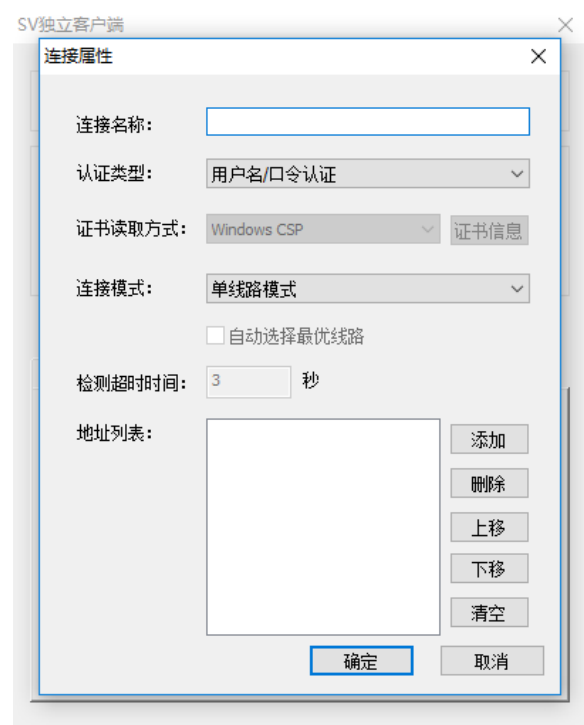 SV独立客户端
连接属性
连接名称：
认证类型： 用户名/口令认证
证书读取方式： Windows CSP 证书信息
连接模式： 单线路模式
自动选择最优线路
检测超时时间： 3 秒
地址列表： 添加
删除
上移
下移
清空
确定 取消